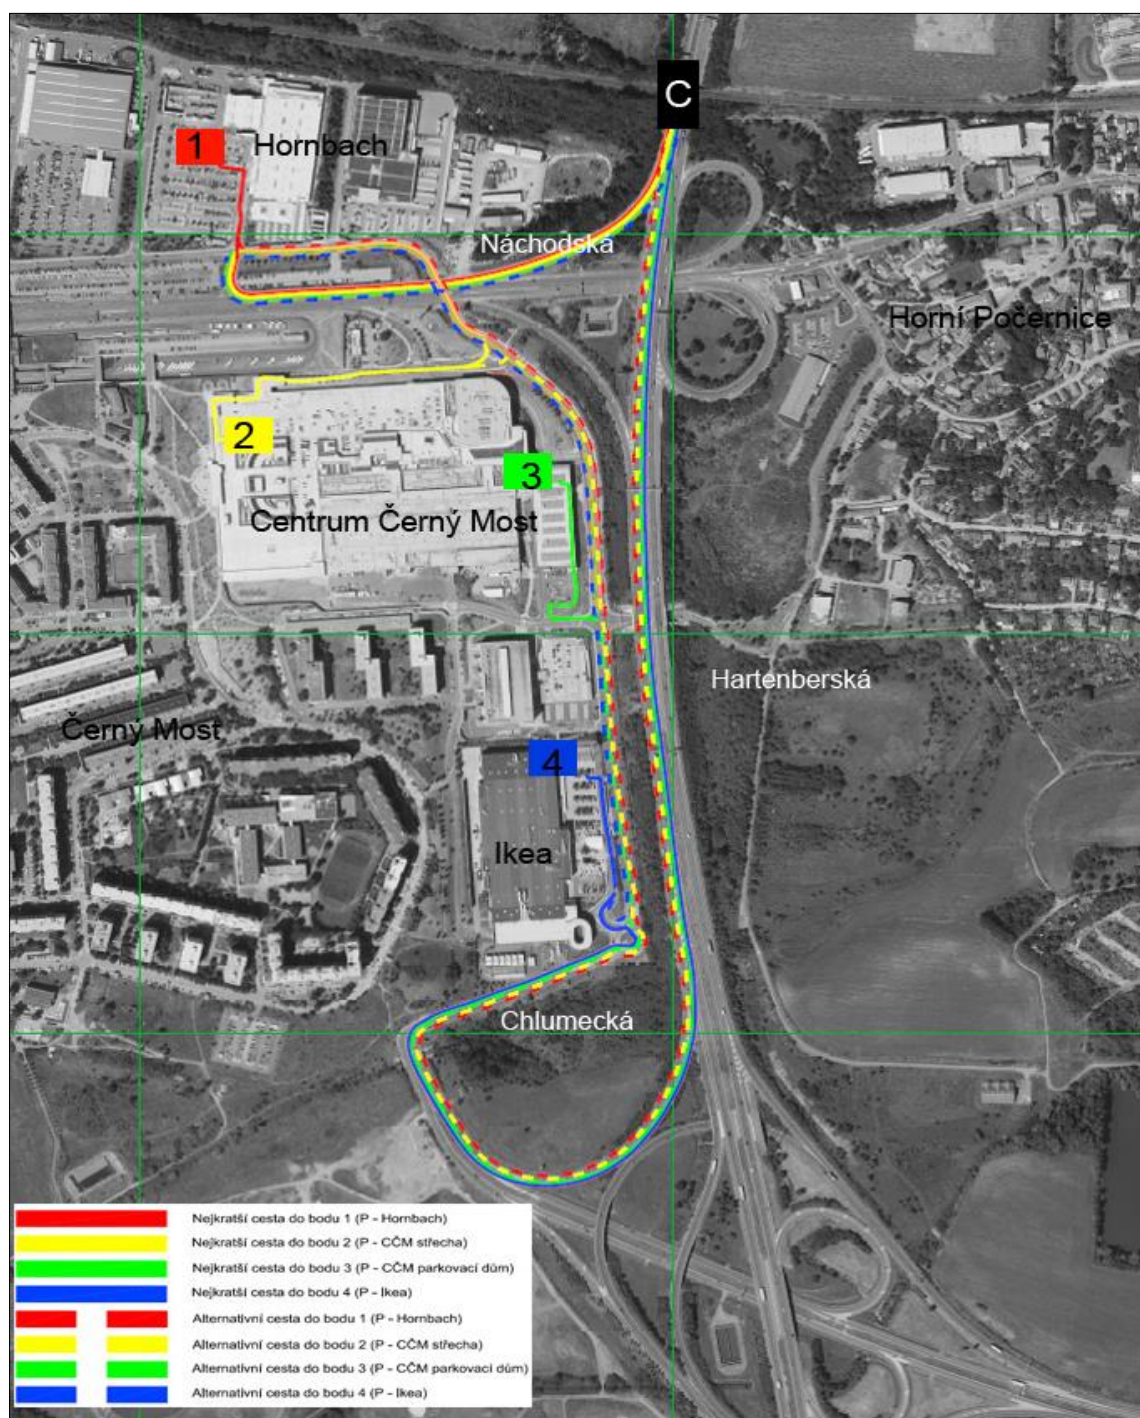 C
1
Hornbach
Náchodská
Horní Počernice
2
3
Centrum Černý Most
Hartenberská
Černý Most
4
Ikea
Chlumecká
Nejkratší cesta do bodu 1 (P - Hornbach)
Nejkratší cesta do bodu 2 (P - CČM střecha)
Nejkratší cesta do bodu 3 (P - CČM parkovací dům)
Nejkratší cesta do bodu 4 (P - Ikea)
Alternativní cesta do bodu 1 (P - Hornbach)
Alternativní cesta do bodu 2 (P - CČM střecha)
Alternativní cesta do bodu 3 (P - CČM parkovací dům)
Alternativní cesta do bodu 4 (P - Ikea)